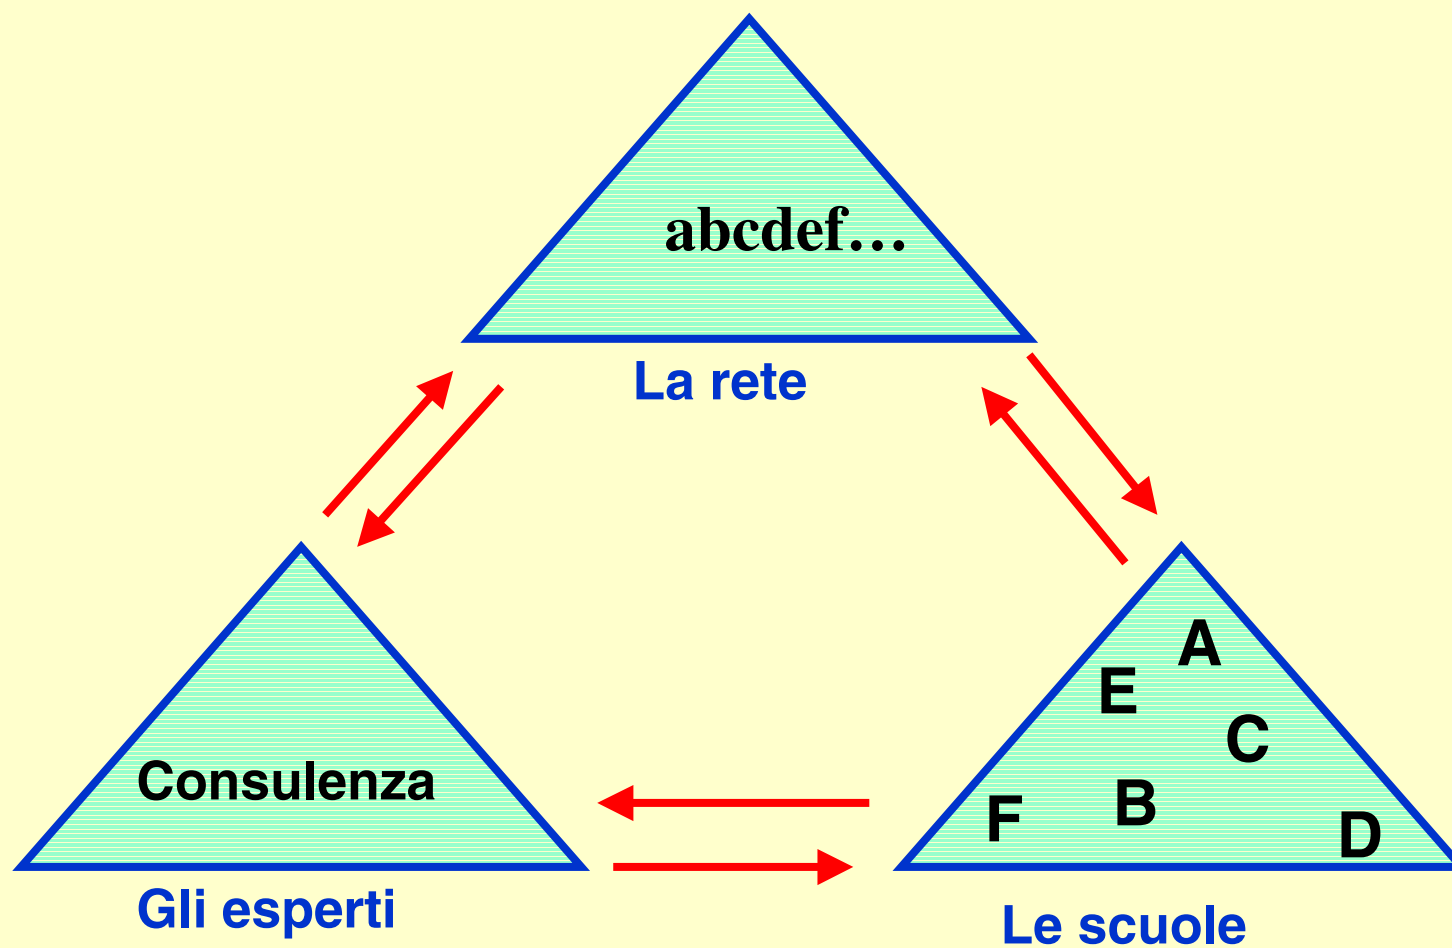 abcdef…
La rete
A
E
C
Consulenza
B
F
D
Gli esperti
Le scuole